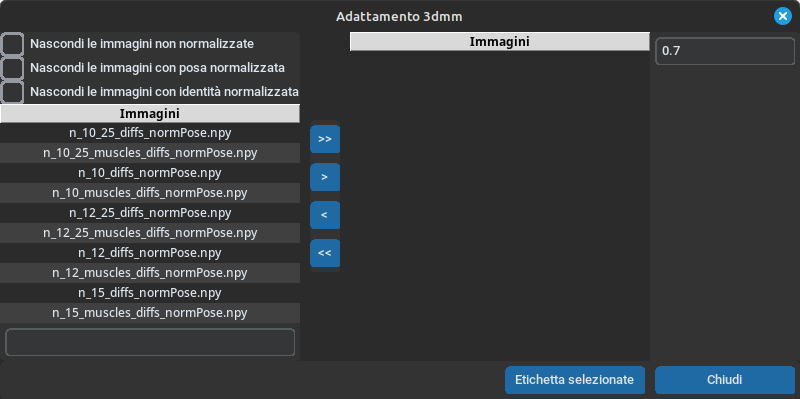 Adattamento 3dmm
Nascondi le immagini non normalizzate
Nascondi le immagini con posa normalizzata
Nascondi le immagini con identità normalizzata
Immagini
n_10_25_diffs_normPose.npy
n_10_25_muscles_diffs_normPose.npy
n_10_diffs_normPose.npy
n_10_muscles_diffs_normPose.npy
n_12_25_diffs_normPose.npy
n_12_25_muscles_diffs_normPose.npy
n_12_diffs_normPose.npy
n_12_muscles_diffs_normPose.npy
n_15_diffs_normPose.npy
n_15_muscles_diffs_normPose.npy
>>
>
<
<<
Immagini
0.7
Etichetta selezionate
Chiudi